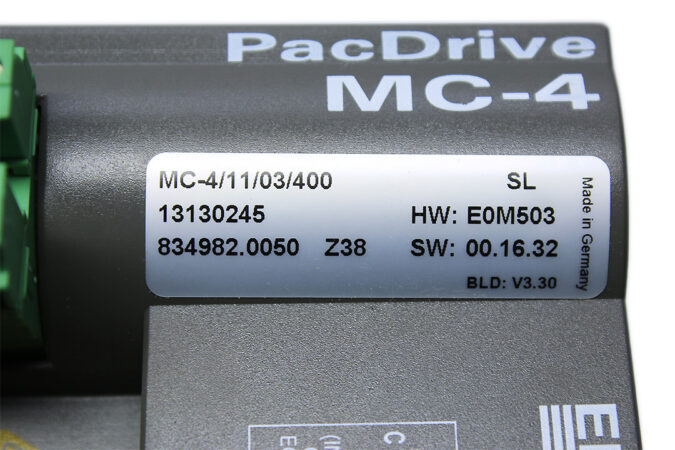 PacDrive
MC-4
MC-4/11/03/400 SL
13130245 HW: E0M503
834982.0050 Z38 SW: 00.16.32
BLD: V3.30
Made in Germany